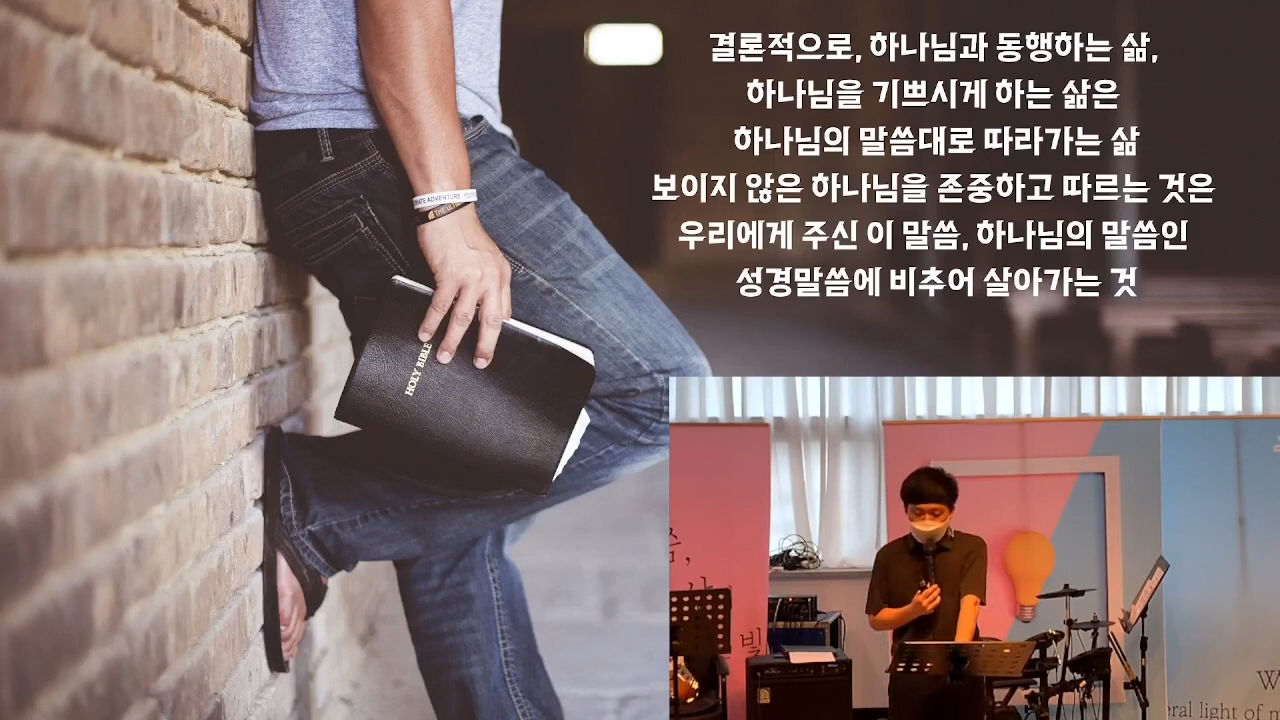 결론적으로, 하나님과 동행하는 삶,
하나님을 기쁘시게 하는 삶은
하나님의 말씀대로 따라가는 삶
보이지 않은 하나님을 존중하고 따르는 것은
우리에게 주신 이 말씀, 하나님의 말씀인
성경말씀에 비추어 살아가는 것
HOLY BIBLE
빛
eral light of m